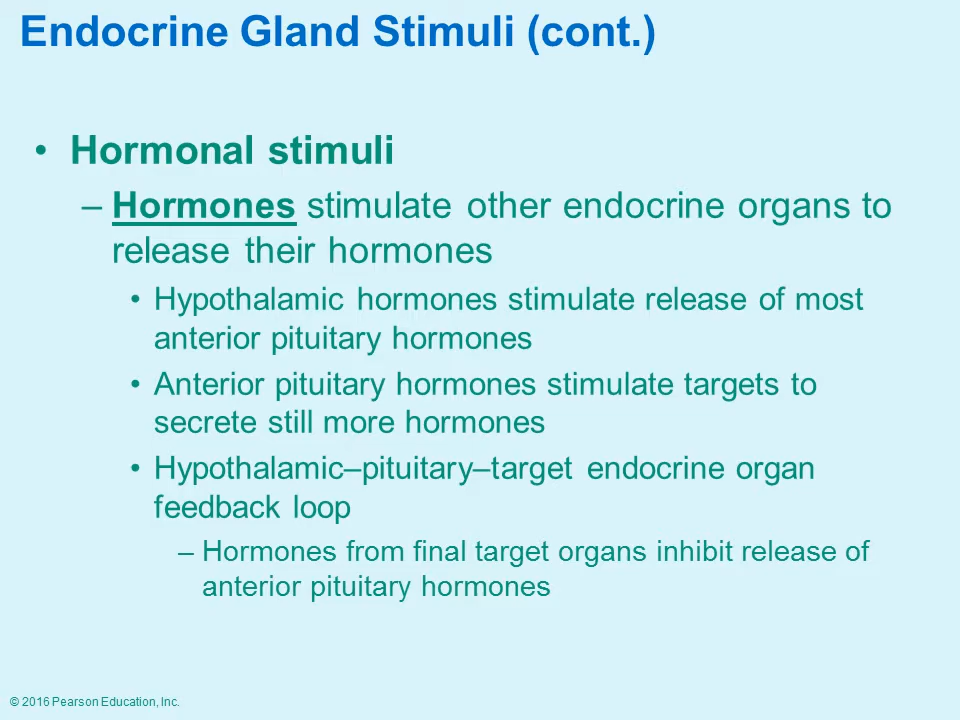 Endocrine Gland Stimuli (cont.)
• Hormonal stimuli
– Hormones stimulate other endocrine organs to
release their hormones
• Hypothalamic hormones stimulate release of most
anterior pituitary hormones
• Anterior pituitary hormones stimulate targets to
secrete still more hormones
• Hypothalamic–pituitary–target endocrine organ
feedback loop
– Hormones from final target organs inhibit release of
anterior pituitary hormones
© 2016 Pearson Education, Inc.